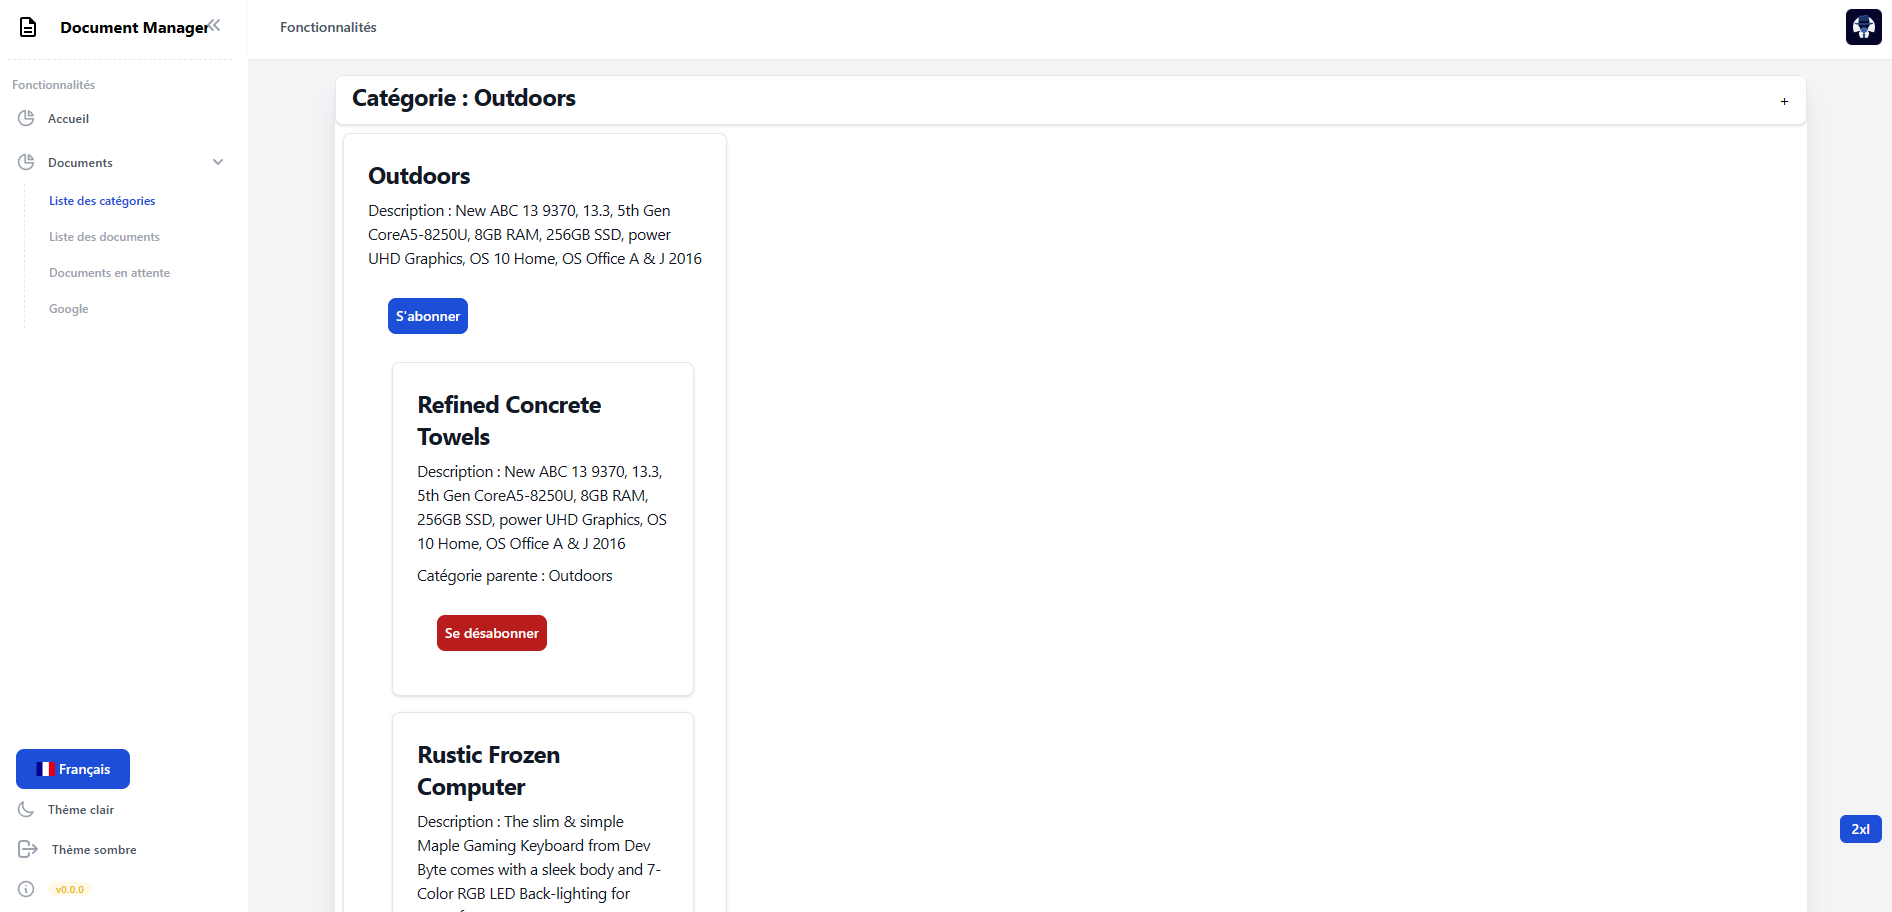 Document Manager
Fonctionnalités
Fonctionnalités
Accueil
Documents
Liste des catégories
Liste des documents
Documents en attente
Google
Français
Thème clair
Thème sombre
v0.0.0
Catégorie : Outdoors
+
Outdoors
Description : New ABC 13 9370, 13.3, 5th Gen
CoreA5-8250U, 8GB RAM, 256GB SSD, power
UHD Graphics, OS 10 Home, OS Office A & J 2016
S'abonner
Refined Concrete
Towels
Description : New ABC 13 9370, 13.3,
5th Gen CoreA5-8250U, 8GB RAM,
256GB SSD, power UHD Graphics, OS
10 Home, OS Office A & J 2016
Catégorie parente : Outdoors
Se désabonner
Rustic Frozen
Computer
Description : The slim & simple
Maple Gaming Keyboard from Dev
Byte comes with a sleek body and 7-
Color RGB LED Back-lighting for
2xl